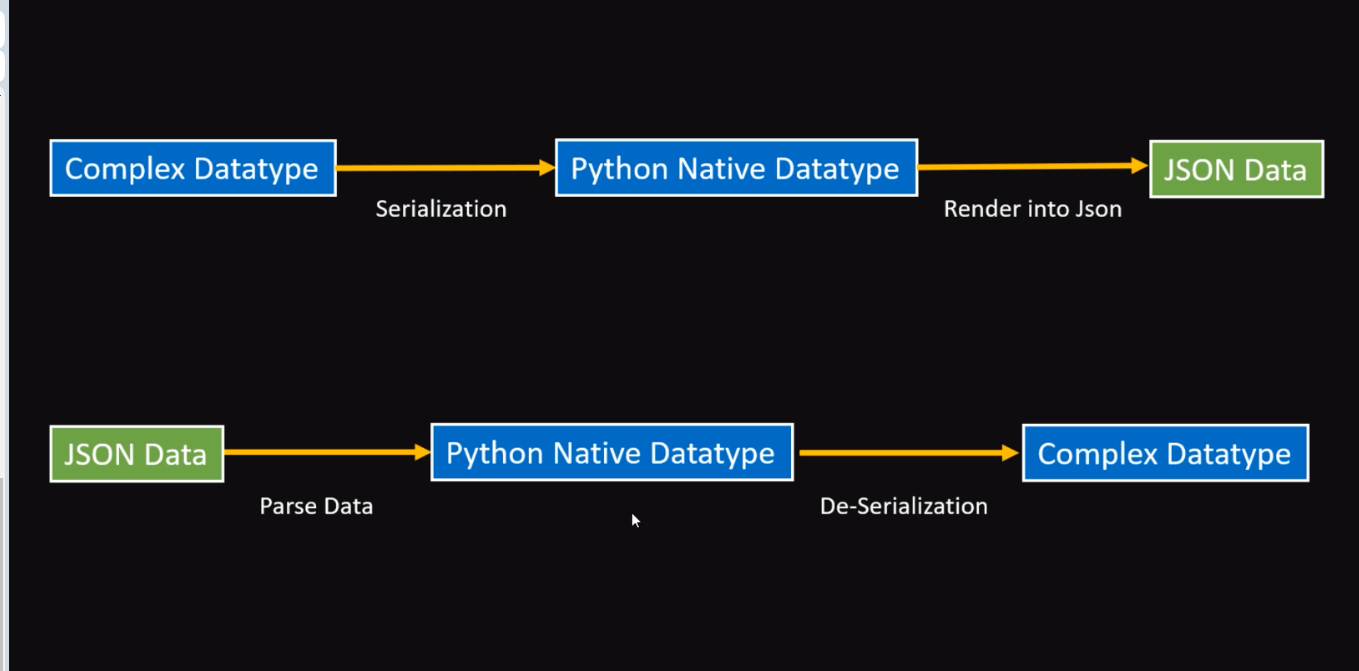 Complex Datatype
Python Native Datatype
JSON Data
Serialization
Render into Json
JSON Data
Python Native Datatype
Complex Datatype
Parse Data
De-Serialization